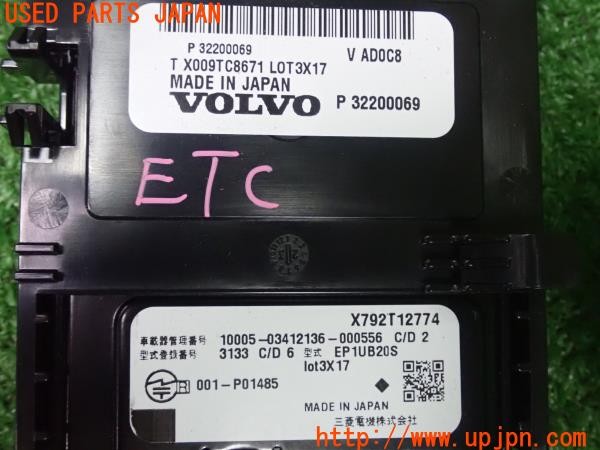 USED PARTS JAPAN
P 32200069
V AD0C8
T X009TC8671 LOT3X17
MADE IN JAPAN
VOLVO
P 32200069
ETC
X792T12774
車載器管理番号 10005-03412136-000556 C/D 2
型式登録番号 3133 C/D 6 型式 EP1UB20S
lot3X17
R 001-P01485
MADE IN JAPAN
三菱電機株式会社
https://www.upjpn.com